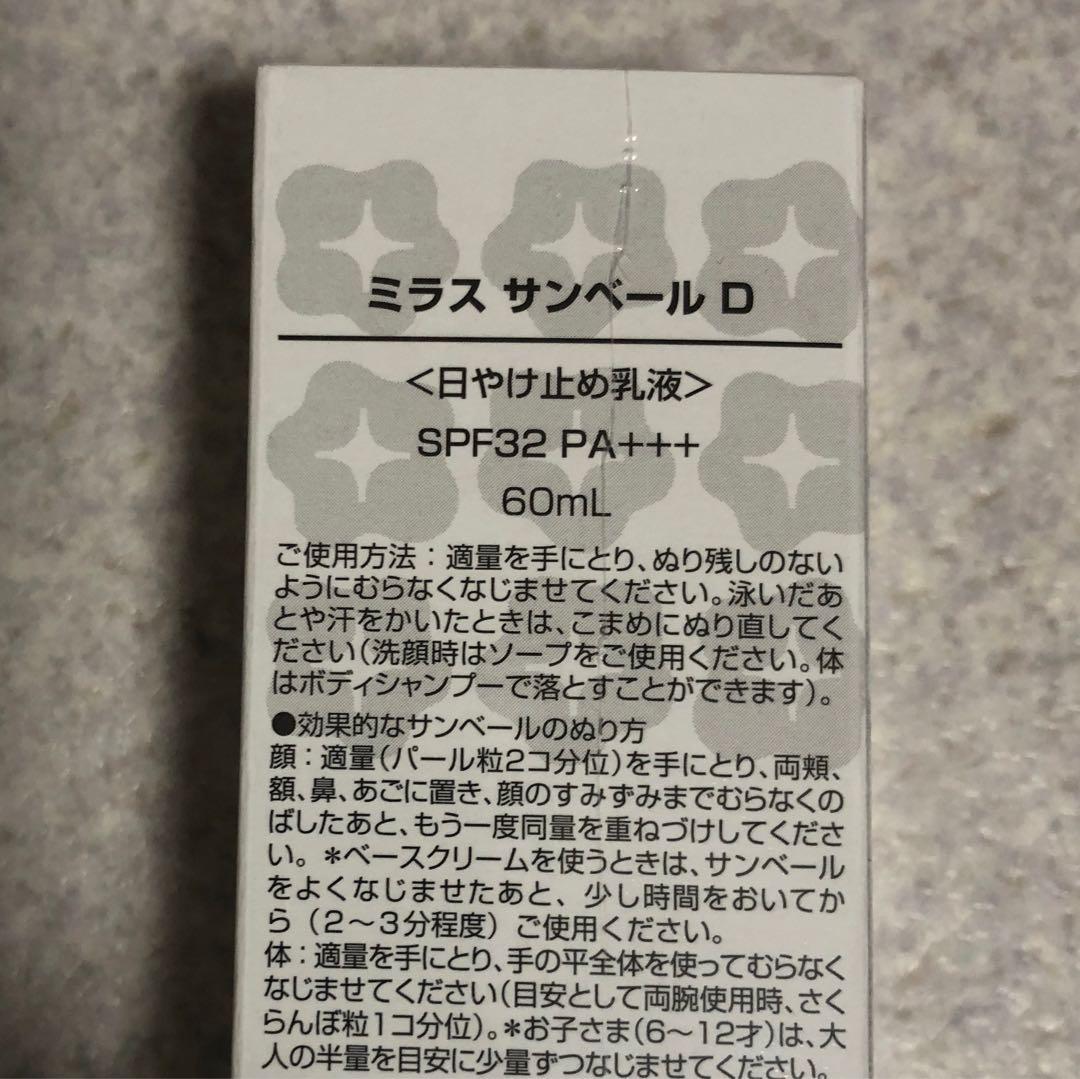 ミラス サンベール D
<日やけ止め乳液>
SPF32 PA+++
60mL
ご使用方法：適量を手にとり、ぬり残しのない
ようにむらなくなじませてください。泳いだあ
とや汗をかいたときは、こまめにぬり直してく
ださい（洗顔時はソープをご使用ください。体
はボディシャンプーで落とすことができます）。
●効果的なサンベールのぬり方
顔：適量（パール粒2コ分位）を手にとり、両頬、
額、鼻、あごに置き、顔のすみずみまでむらなくの
ばしたあと、もう一度同量を重ねづけしてくださ
い。＊ベースクリームを使うときは、サンベール
をよくなじませたあと、少し時間をおいてか
ら（2〜3分程度）ご使用ください。
体：適量を手にとり、手の平全体を使ってむらなく
なじませてください（目安として両腕使用時、さく
らんぼ粒1コ分位）。＊お子さま（6〜12才）は、大
人の半量を目安に少量ずつなじませてください。